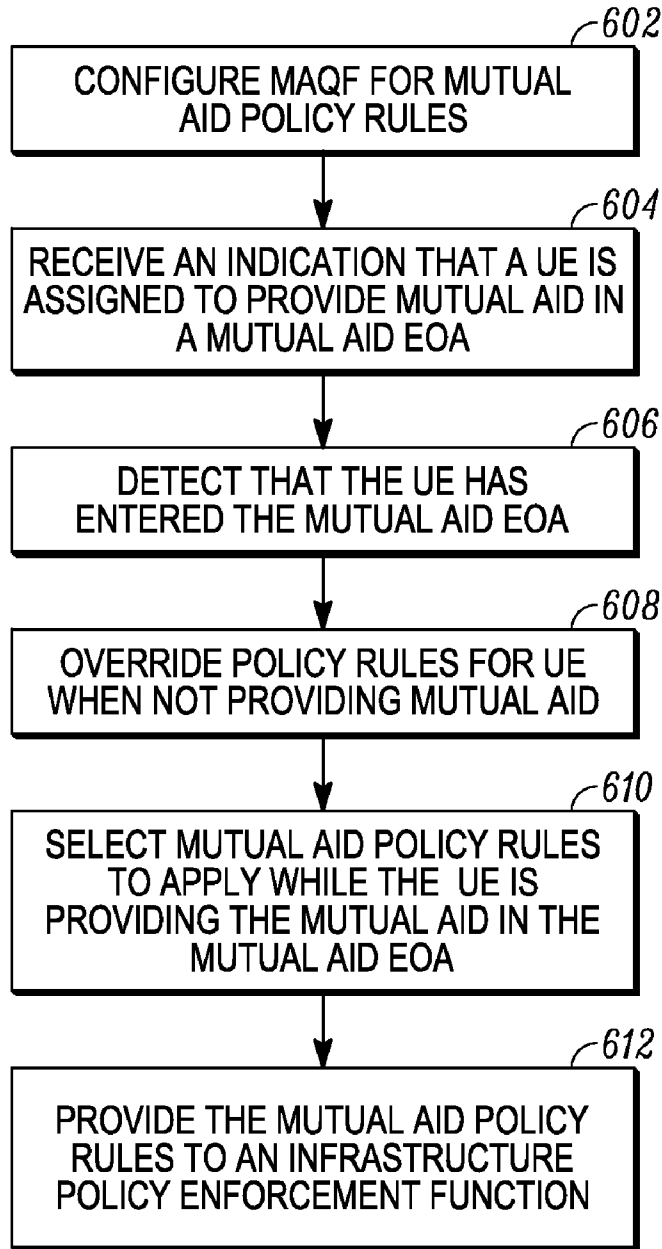 602
CONFIGURE MAQF FOR MUTUAL
AID POLICY RULES
604
RECEIVE AN INDICATION THAT A UE IS
ASSIGNED TO PROVIDE MUTUAL AID IN
A MUTUAL AID EOA
606
DETECT THAT THE UE HAS
ENTERED THE MUTUAL AID EOA
608
OVERRIDE POLICY RULES FOR UE
WHEN NOT PROVIDING MUTUAL AID
610
SELECT MUTUAL AID POLICY RULES
TO APPLY WHILE THE UE IS
PROVIDING THE MUTUAL AID IN THE
MUTUAL AID EOA
612
PROVIDE THE MUTUAL AID POLICY
RULES TO AN INFRASTRUCTURE
POLICY ENFORCEMENT FUNCTION